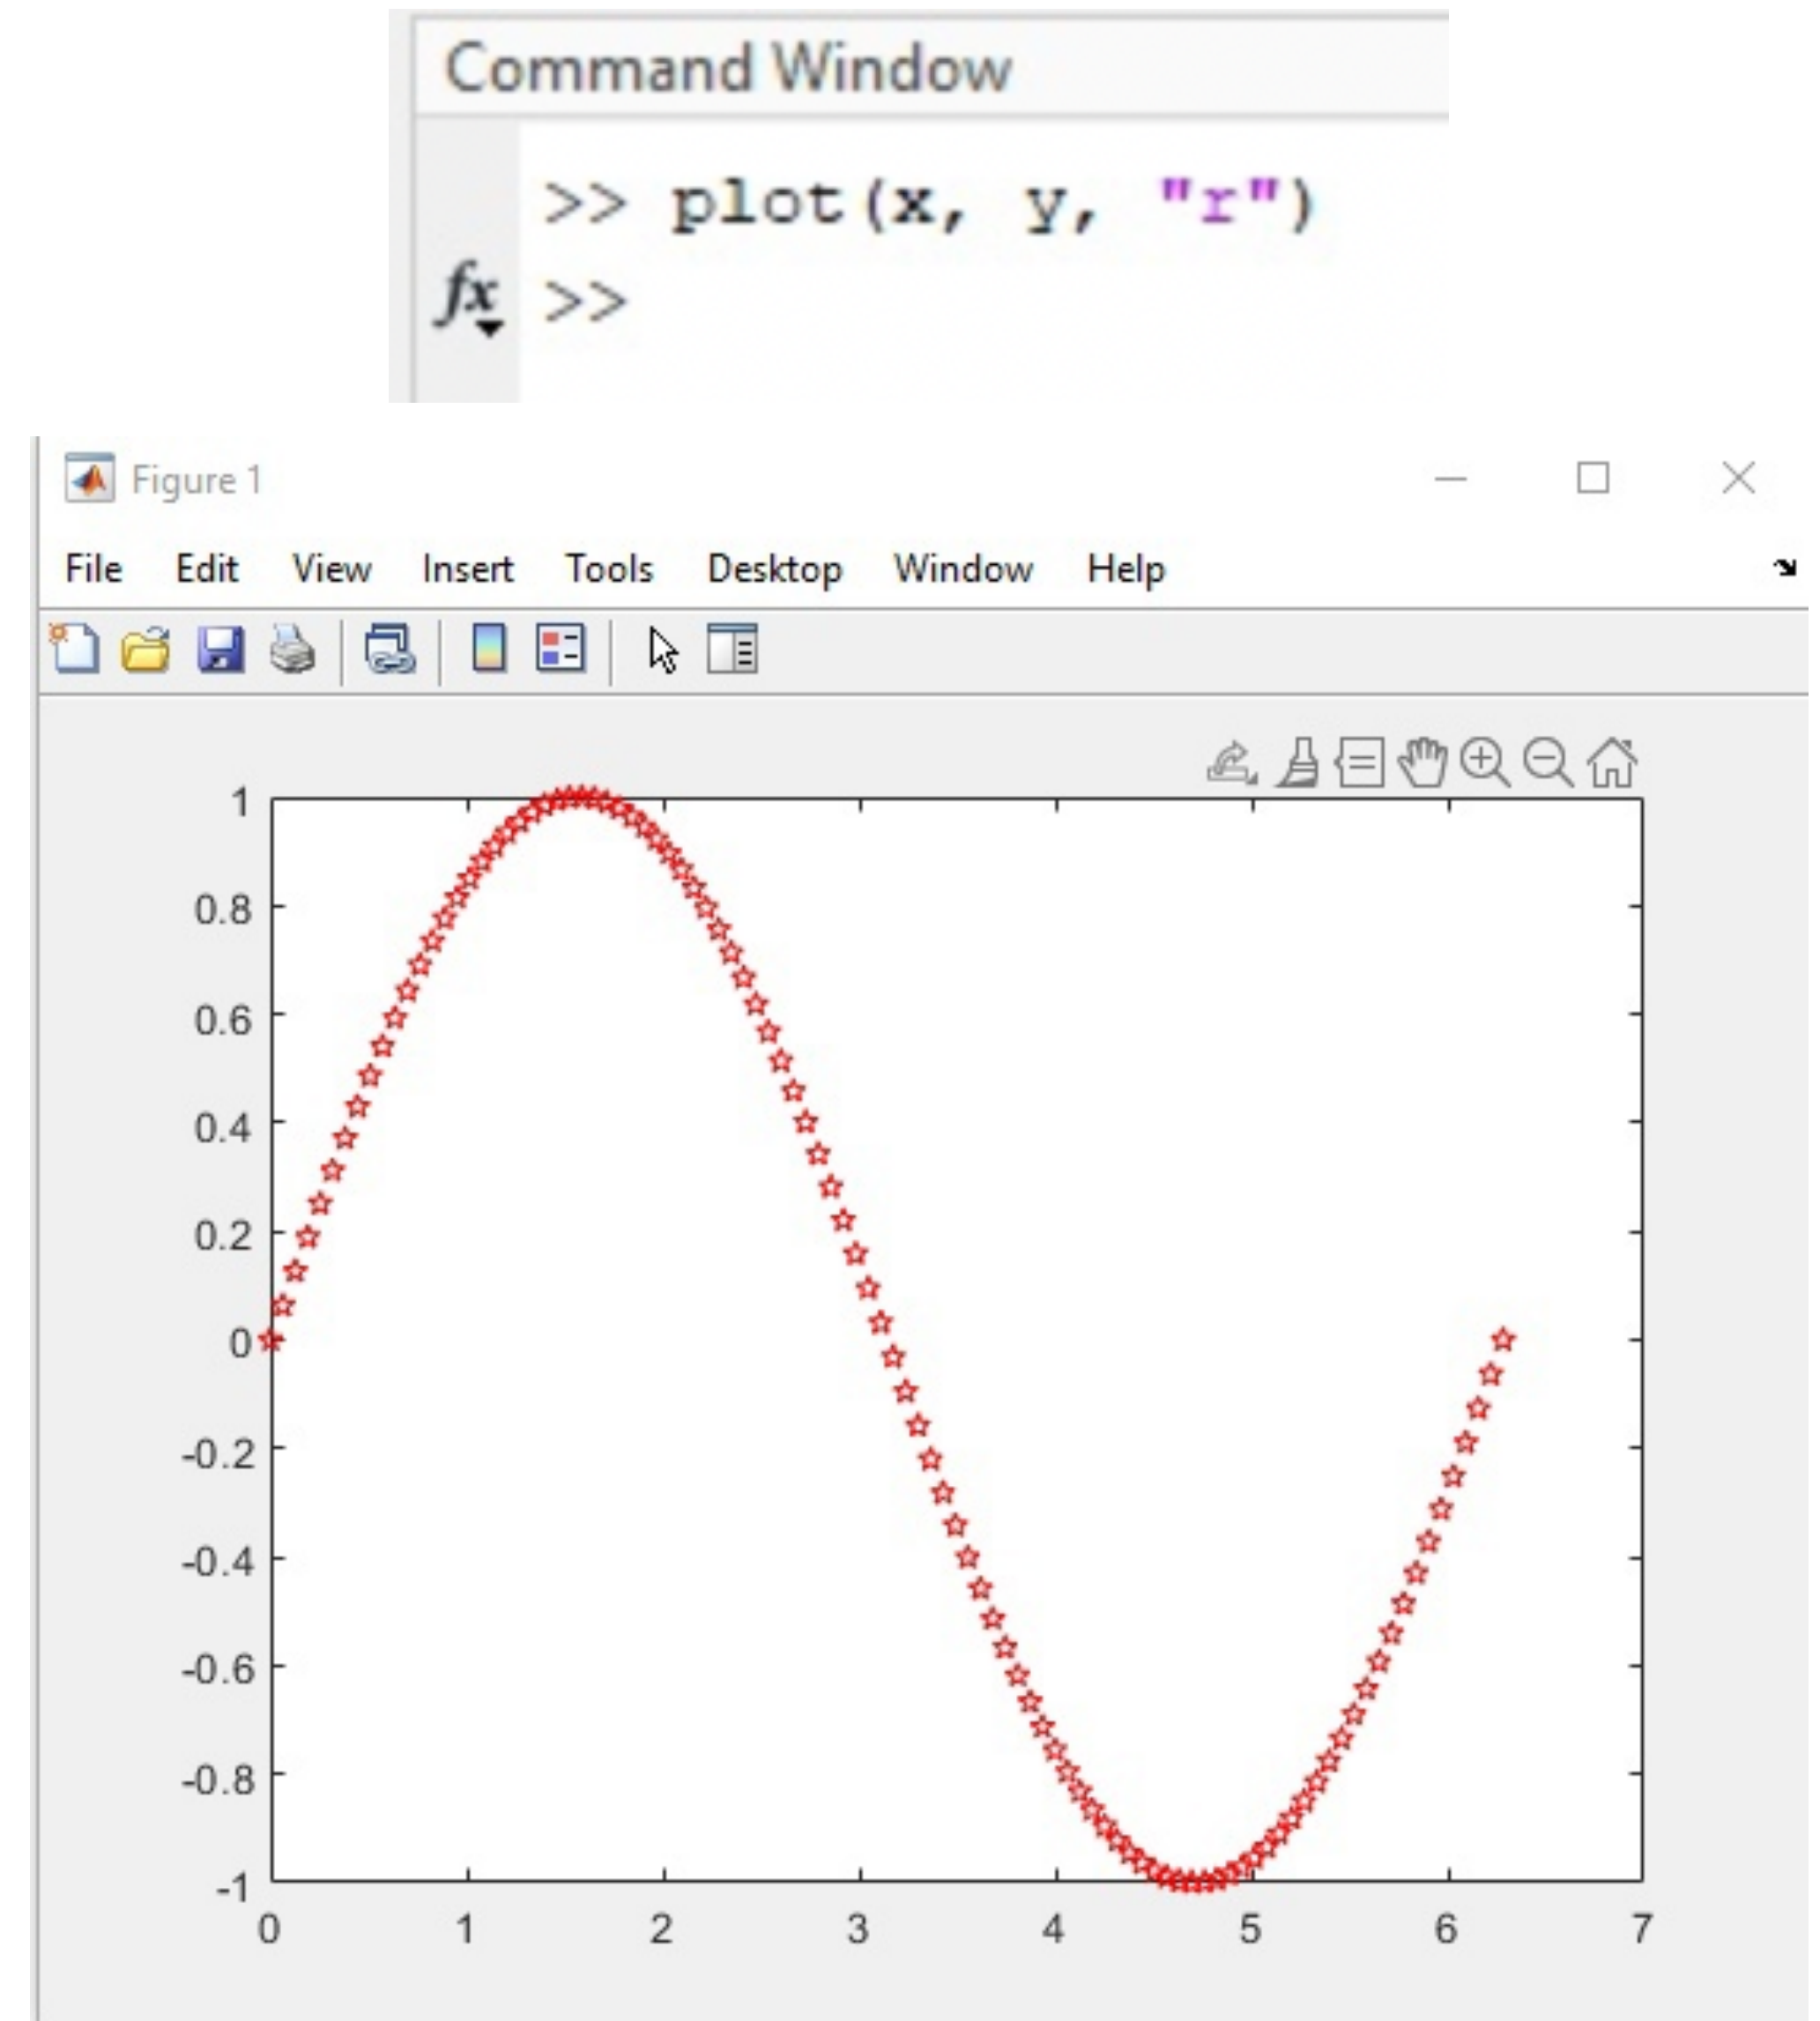 Command Window
>> plot(x, y, "r")
fx >>
Figure 1
File Edit View Insert Tools Desktop Window Help
1
0.8
0.6
0.4
0.2
0
-0.2
-0.4
-0.6
-0.8
-1
0 1 2 3 4 5 6 7